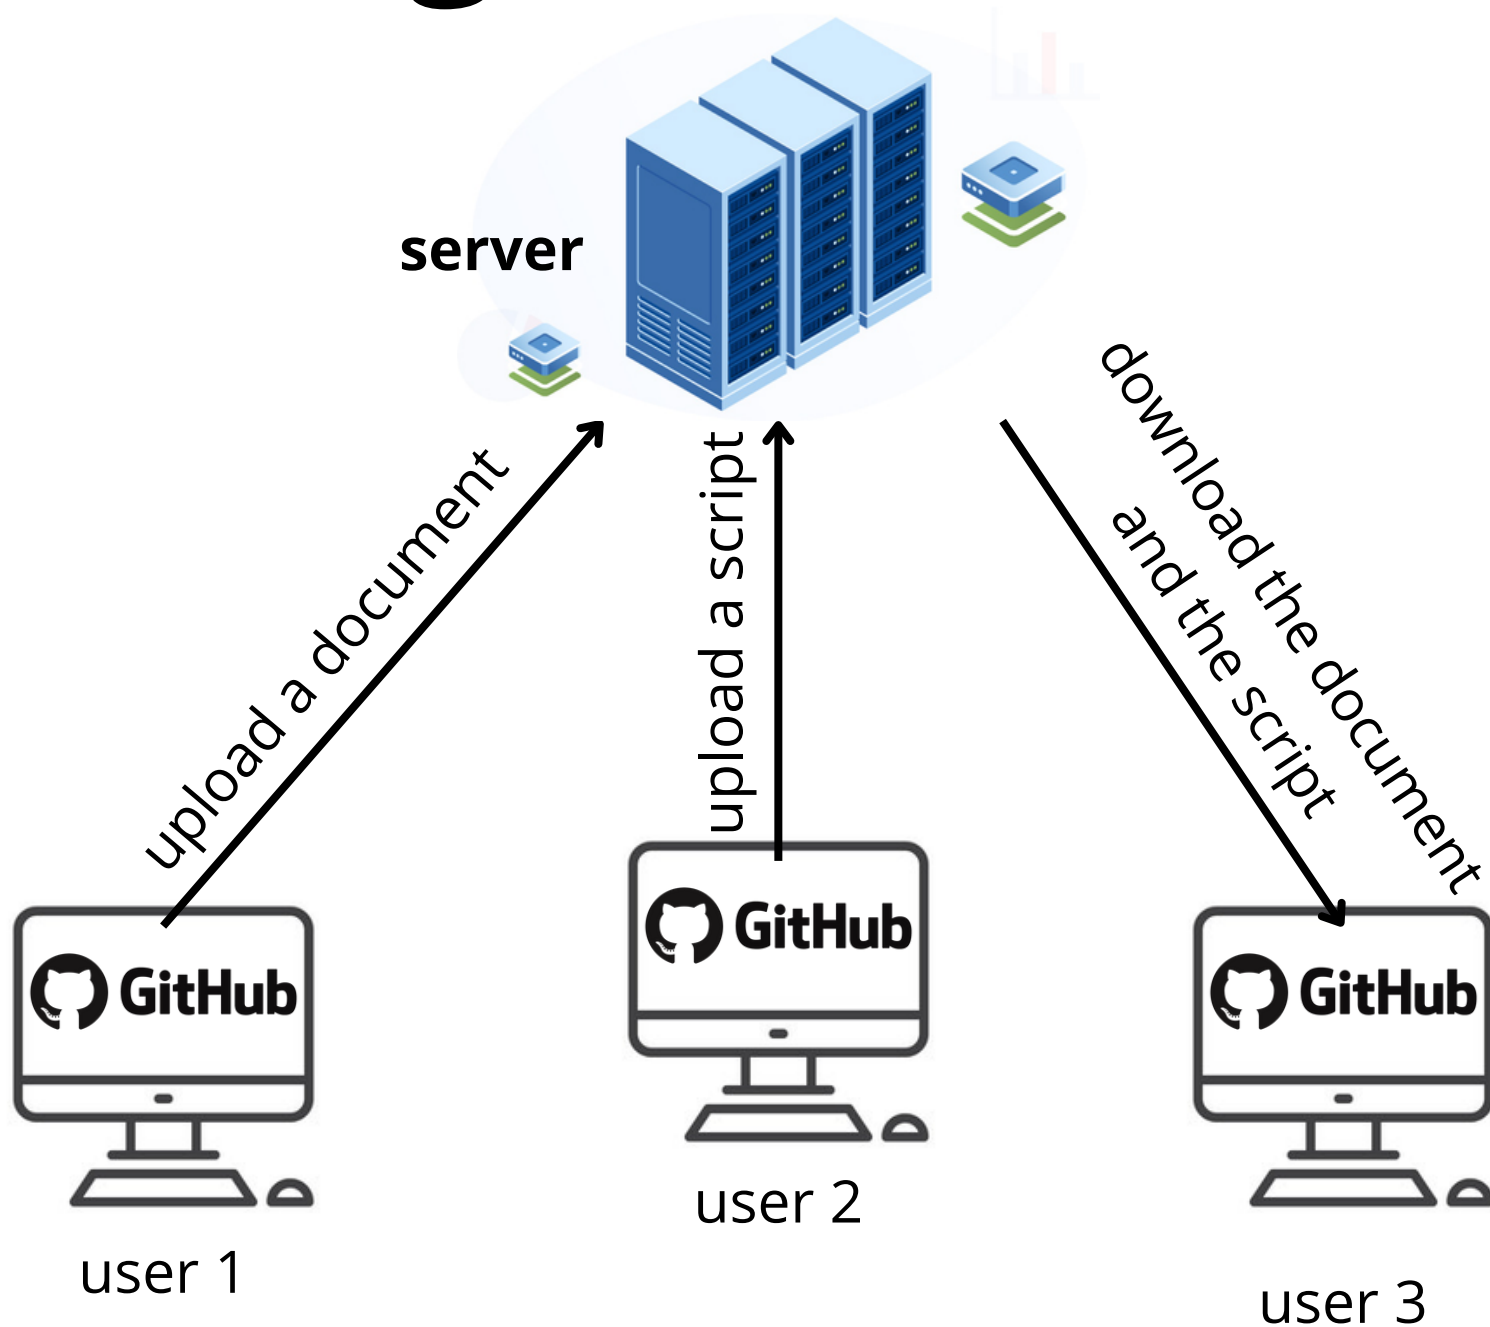 server
upload a document
upload a script
download the document
and the script
GitHub
GitHub
GitHub
user 1
user 2
user 3